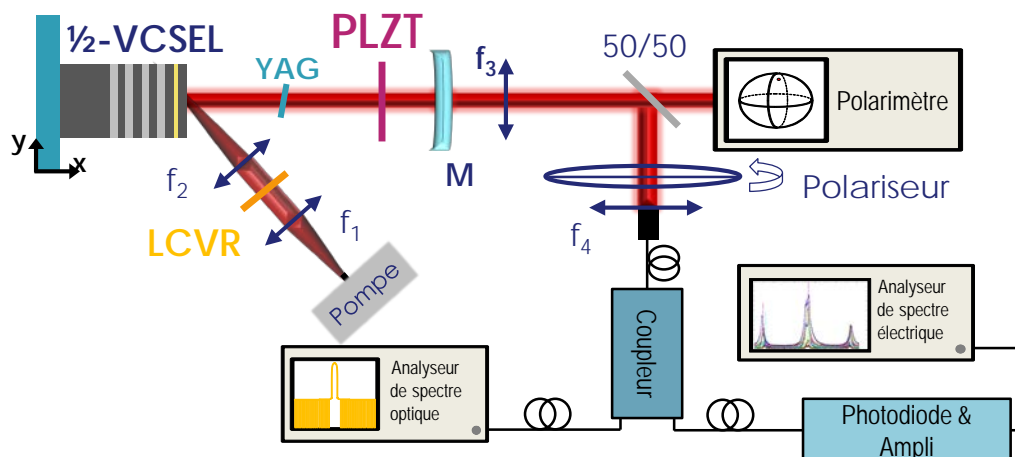 ½-VCSEL
YAG
PLZT
M
f3
50/50
Polarimètre
y
x
f2
LCVR
f1
Pompe
Polariseur
f4
Coupleur
Analyseur
de spectre
électrique
Analyseur
de spectre
optique
Photodiode &
Ampli